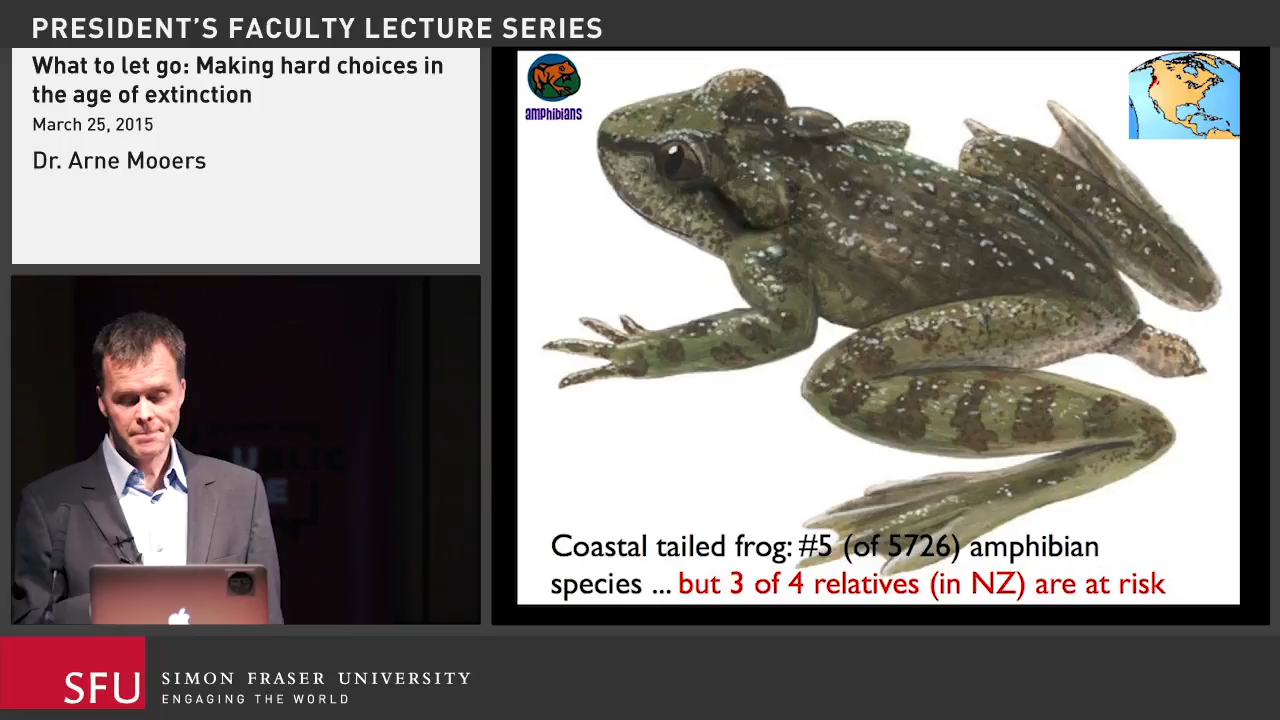 PRESIDENT'S FACULTY LECTURE SERIES
What to let go: Making hard choices in
the age of extinction
March 25, 2015
Dr. Arne Mooers
amphibians
Coastal tailed frog: #5 (of 5726) amphibian
species ... but 3 of 4 relatives (in NZ) are at risk
SFU
SIMON FRASER UNIVERSITY
ENGAGING THE WORLD